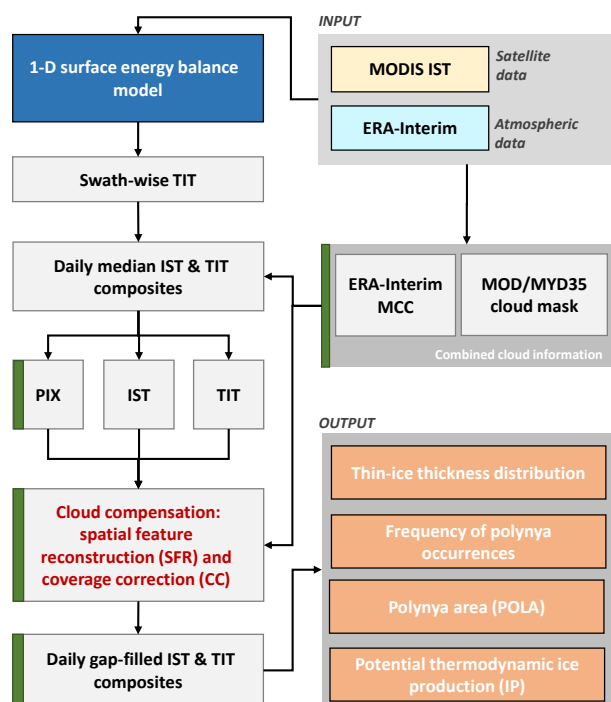 INPUT
1-D surface energy balance
model
MODIS IST
Satellite
data
ERA-Interim
Atmospheric
data
Swath-wise TIT
Daily median IST & TIT
composites
ERA-Interim
MCC
MOD/MYD35
cloud mask
Combined cloud information
PIX
IST
TIT
OUTPUT
Cloud compensation:
spatial feature
reconstruction (SFR) and
coverage correction (CC)
Daily gap-filled IST & TIT
composites
Thin-ice thickness distribution
Frequency of polynya
occurrences
Polynya area (POLA)
Potential thermodynamic ice
production (IP)